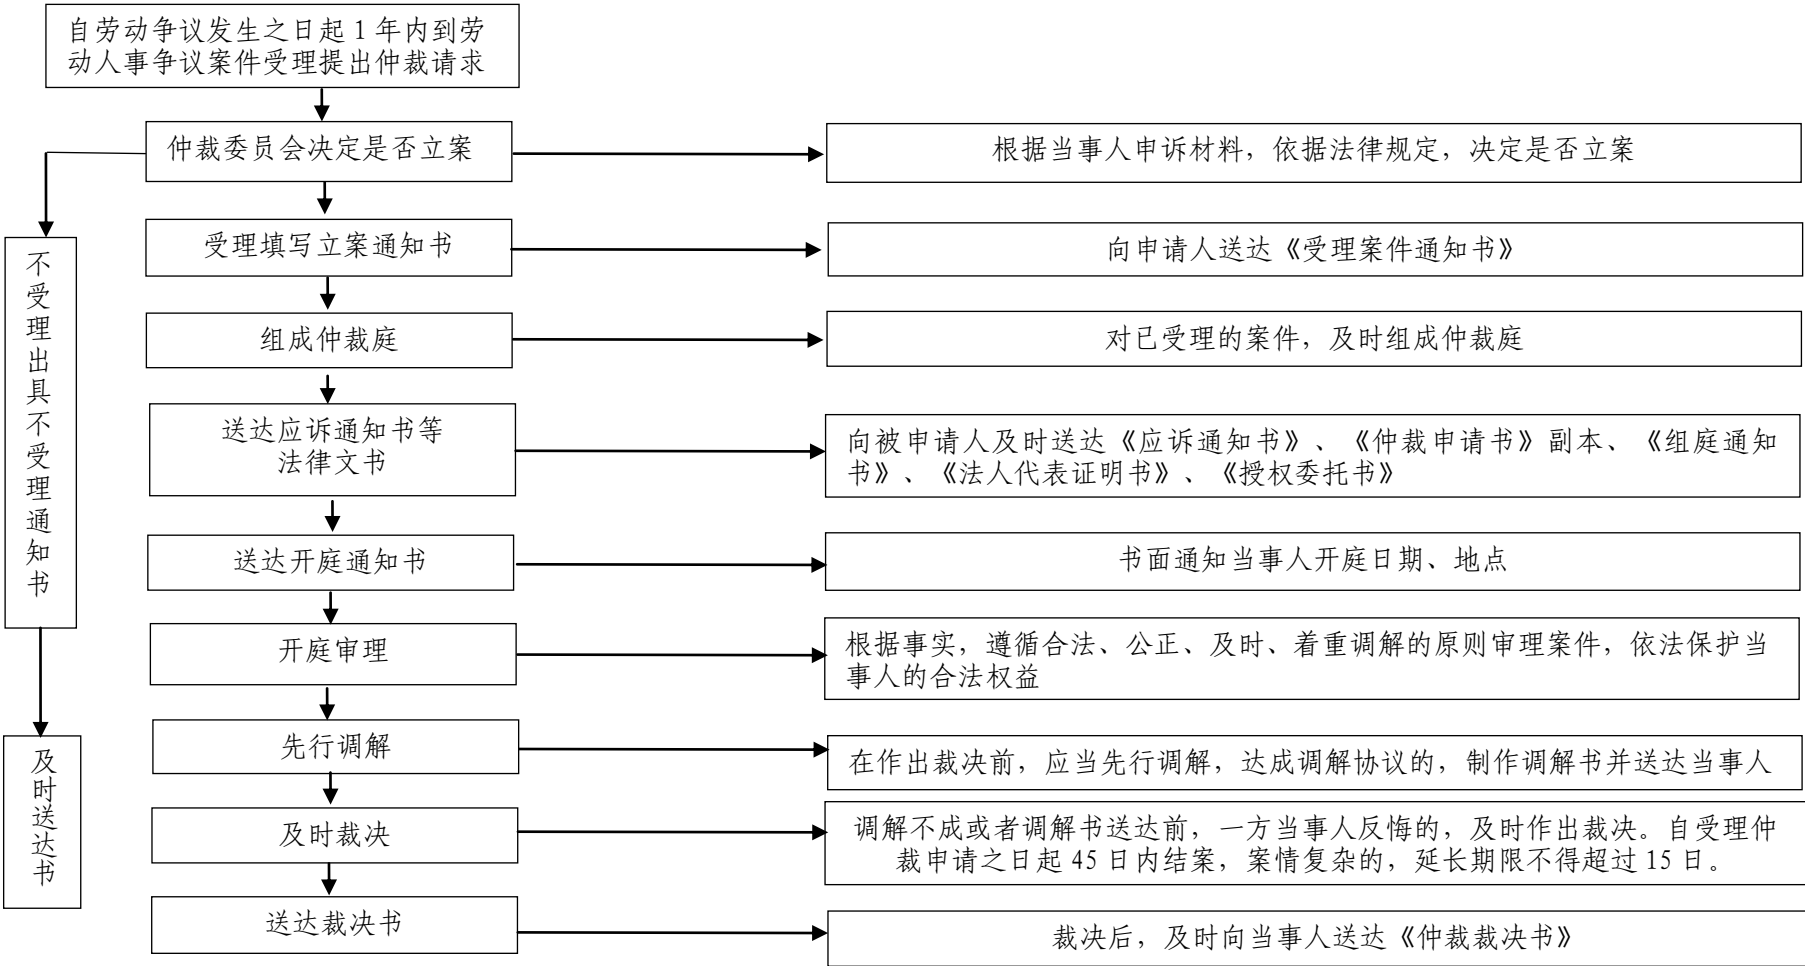 自劳动争议发生之日起 1 年内到劳
动人事争议案件受理提出仲裁请求
仲裁委员会决定是否立案
根据当事人申诉材料，依据法律规定，决定是否立案
受理填写立案通知书
向申请人送达《受理案件通知书》
不受理出具不受理通知书
组成仲裁庭
对已受理的案件，及时组成仲裁庭
送达应诉通知书等
法律文书
向被申请人及时送达《应诉通知书》、《仲裁申请书》副本、《组庭通知
书》、《法人代表证明书》、《授权委托书》
送达开庭通知书
书面通知当事人开庭日期、地点
开庭审理
根据事实，遵循合法、公正、及时、着重调解的原则审理案件，依法保护当
事人的合法权益
先行调解
在作出裁决前，应当先行调解，达成调解协议的，制作调解书并送达当事人
及时送达书
及时裁决
调解不成或者调解书送达前，一方当事人反悔的，及时作出裁决。自受理仲
裁申请之日起 45 日内结案，案情复杂的，延长期限不得超过 15 日。
送达裁决书
裁决后，及时向当事人送达《仲裁裁决书》